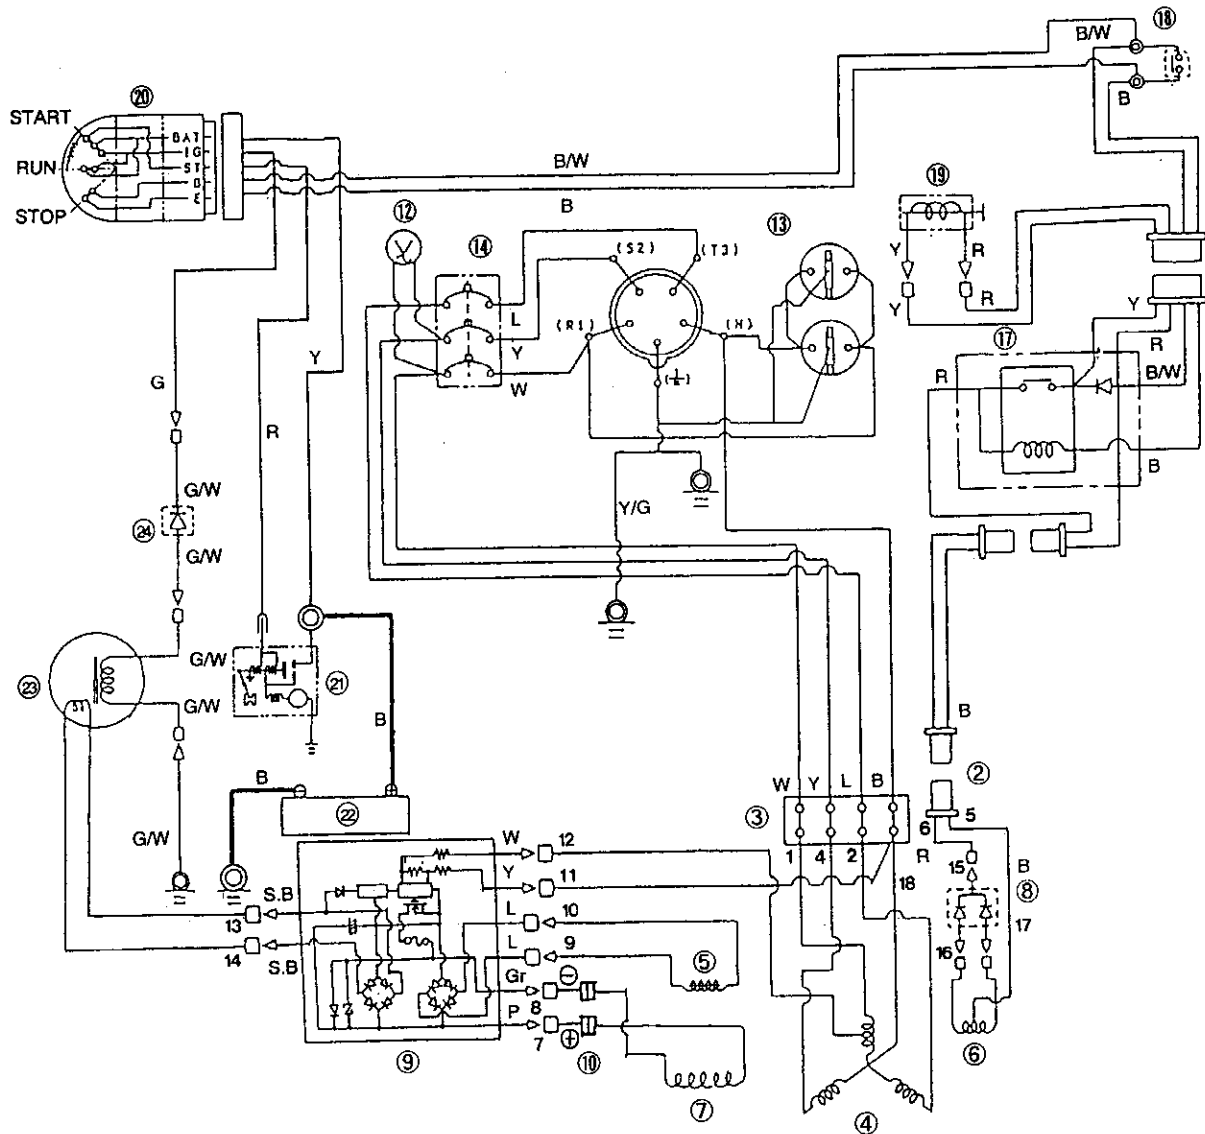 ⑱
B/W
B
⑳
START
RUN
STOP
BAT
IG
ST
D
E
B/W
B
⑲
Y
R
Y
R
⑫
⑭
(S2)
(T3)
⑬
(R1)
(H)
L
Y
W
Y
R
B/W
⑰
R
B
G
Y
R
G/W
㉔
G/W
Y/G
G/W
G/W
㉓
ST
㉑
B
B
㉒
G/W
B
②
W
Y
L
B
③
1
4
2
18
6
5
R
B
15
⑧
16
17
⑥
W
12
Y
11
L
10
L
9
Gr
8
P
7
⊖
⊕
⑩
S.B
13
14
S.B
⑤
⑨
⑦
④